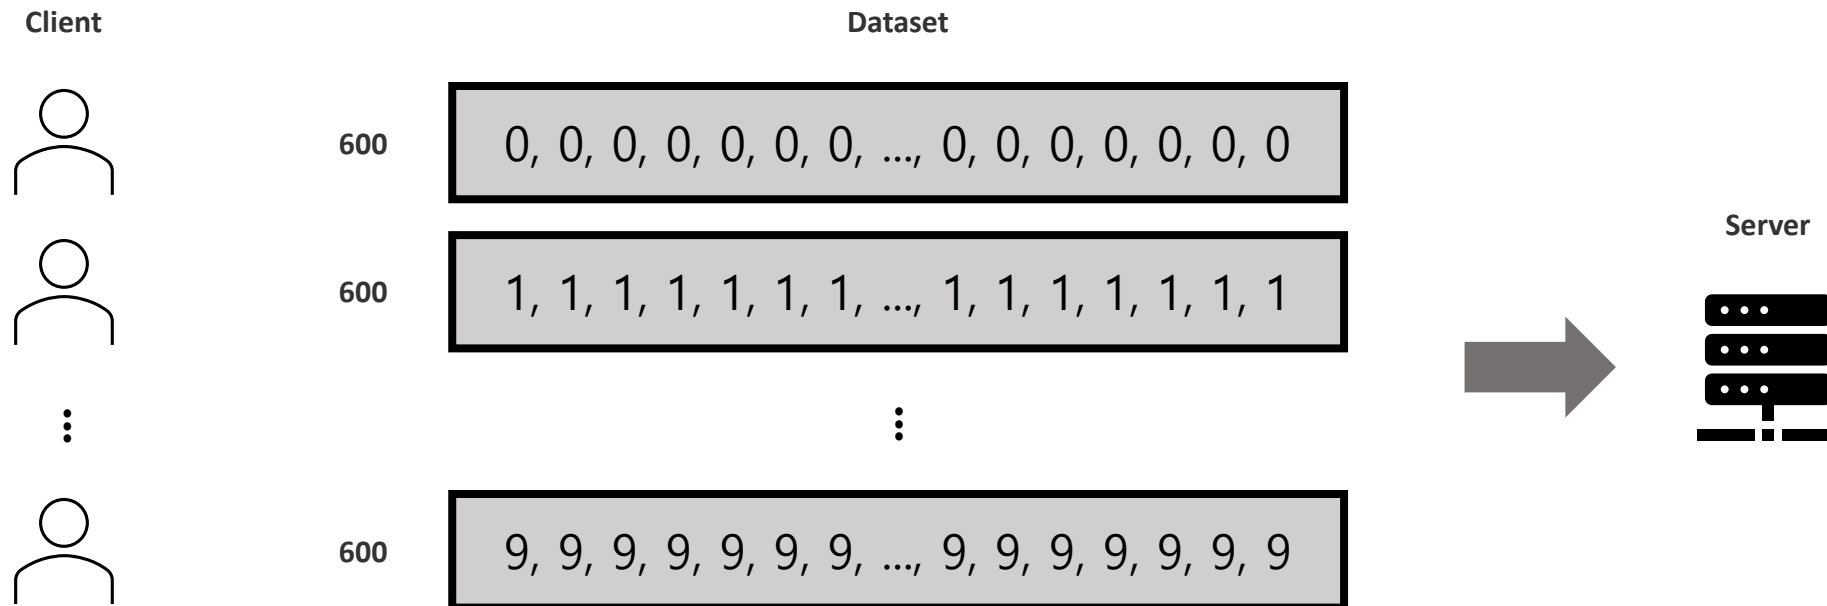 Client
Dataset
600
0, 0, 0, 0, 0, 0, 0, ..., 0, 0, 0, 0, 0, 0, 0
Server
600
1, 1, 1, 1, 1, 1, 1, ..., 1, 1, 1, 1, 1, 1, 1
600
9, 9, 9, 9, 9, 9, 9, ..., 9, 9, 9, 9, 9, 9, 9